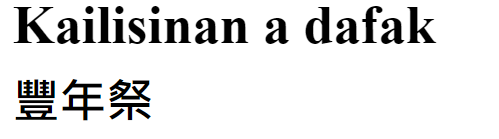 Kailisinan a dafak
豐年祭